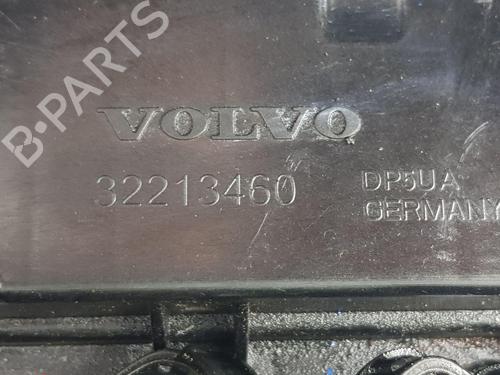 B-PARTS
VOLVO
32213460
DP5UA
GERMANY